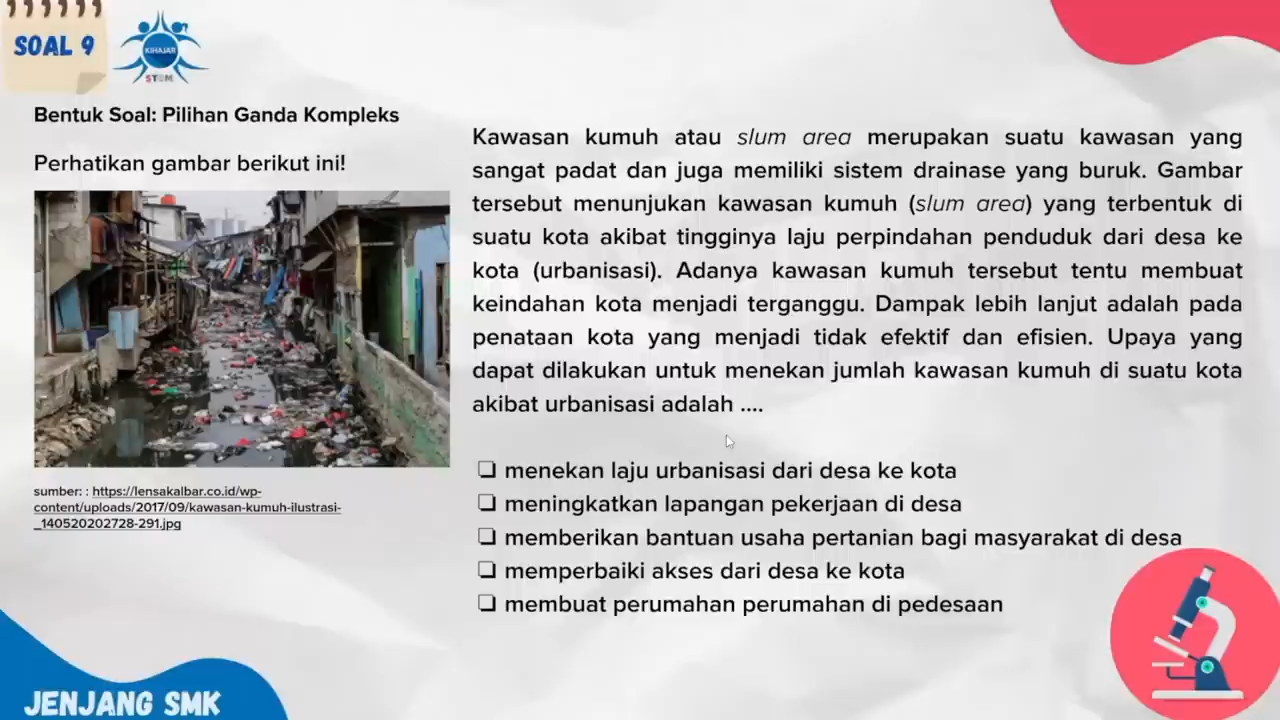 SOAL 9
KIHAJAR
STEM
Bentuk Soal: Pilihan Ganda Kompleks
Perhatikan gambar berikut ini!
sumber: : https://lensakalbar.co.id/wp-
content/uploads/2017/09/kawasan-kumuh-ilustrasi-
_140520202728-291.jpg
Kawasan kumuh atau slum area merupakan suatu kawasan yang
sangat padat dan juga memiliki sistem drainase yang buruk. Gambar
tersebut menunjukan kawasan kumuh (slum area) yang terbentuk di
suatu kota akibat tingginya laju perpindahan penduduk dari desa ke
kota (urbanisasi). Adanya kawasan kumuh tersebut tentu membuat
keindahan kota menjadi terganggu. Dampak lebih lanjut adalah pada
penataan kota yang menjadi tidak efektif dan efisien. Upaya yang
dapat dilakukan untuk menekan jumlah kawasan kumuh di suatu kota
akibat urbanisasi adalah ....
❑ menekan laju urbanisasi dari desa ke kota
❑ meningkatkan lapangan pekerjaan di desa
❑ memberikan bantuan usaha pertanian bagi masyarakat di desa
❑ memperbaiki akses dari desa ke kota
❑ membuat perumahan perumahan di pedesaan
JENJANG SMK